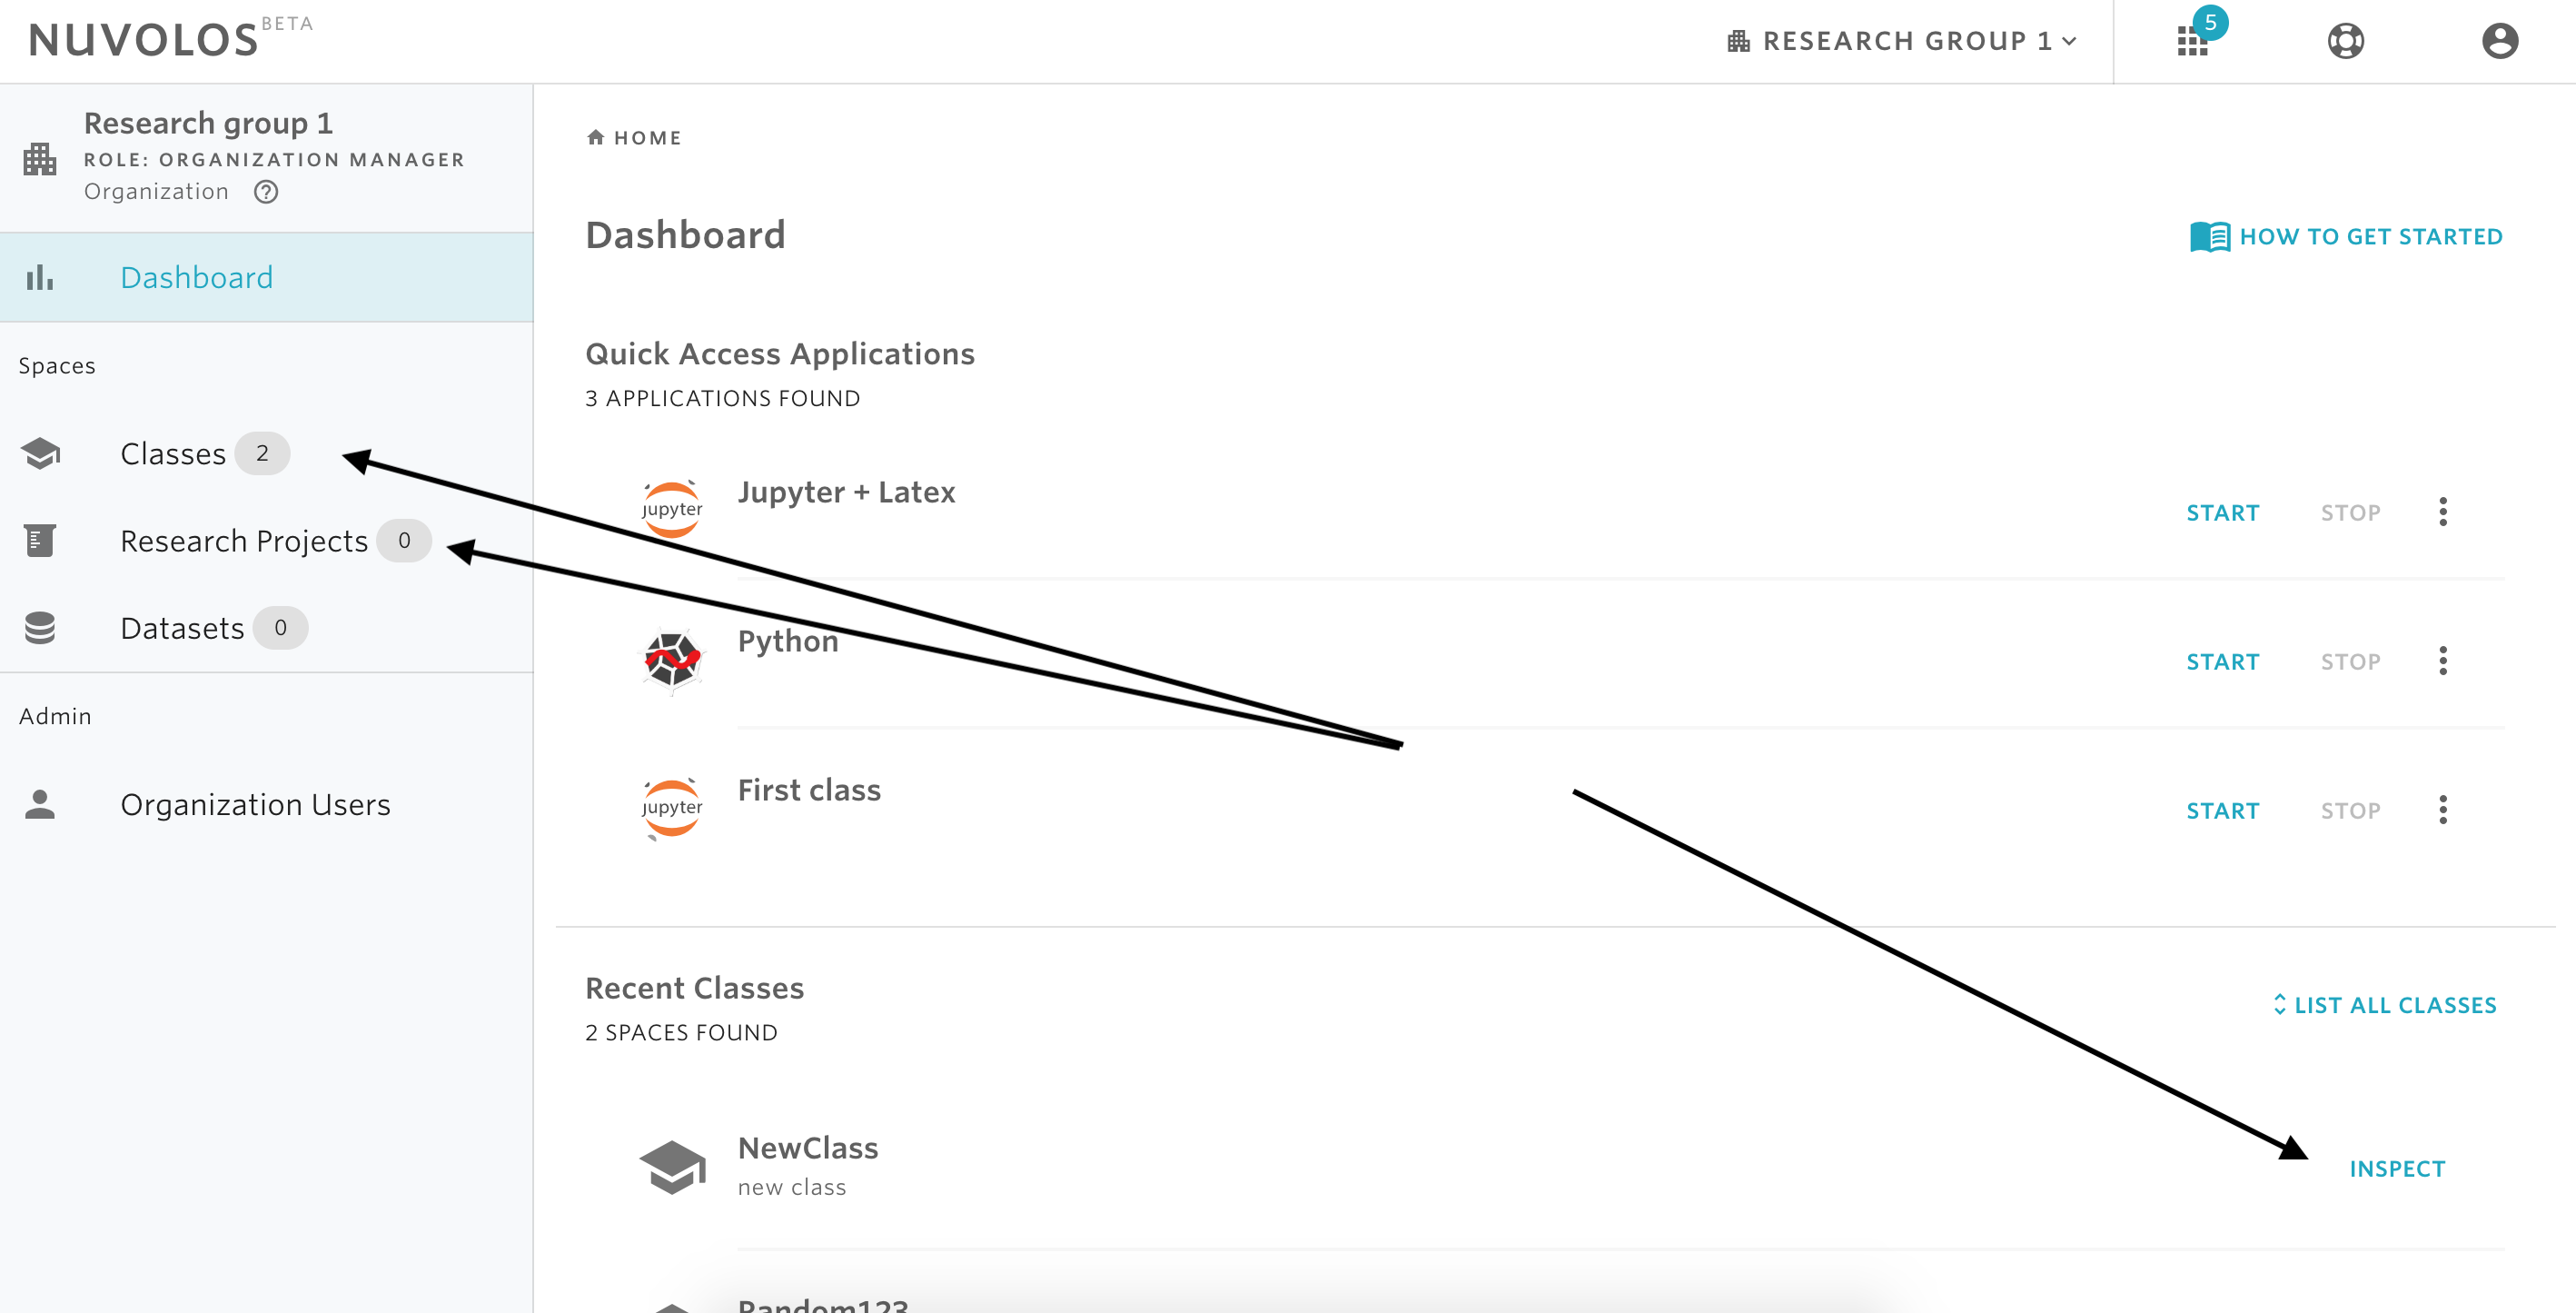 NUVOLOS BETA
RESEARCH GROUP 1
5
Research group 1
ROLE: ORGANIZATION MANAGER
Organization ?
Dashboard
Spaces
Classes 2
Research Projects 0
Datasets 0
Admin
Organization Users
HOME
Dashboard
HOW TO GET STARTED
Quick Access Applications
3 APPLICATIONS FOUND
jupyter
Jupyter + Latex
START STOP
Python
START STOP
jupyter
First class
START STOP
Recent Classes
2 SPACES FOUND
LIST ALL CLASSES
NewClass
new class
INSPECT
Random123